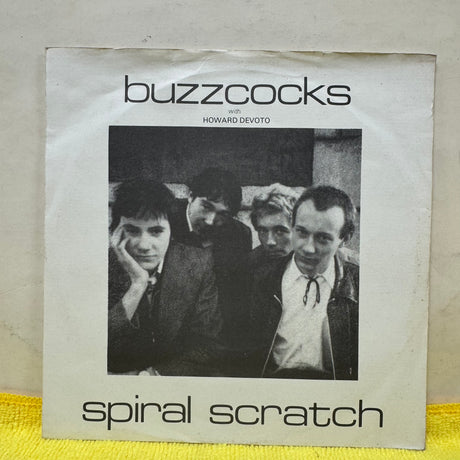 buzzcocks
with
HOWARD DEVOTO
spiral scratch